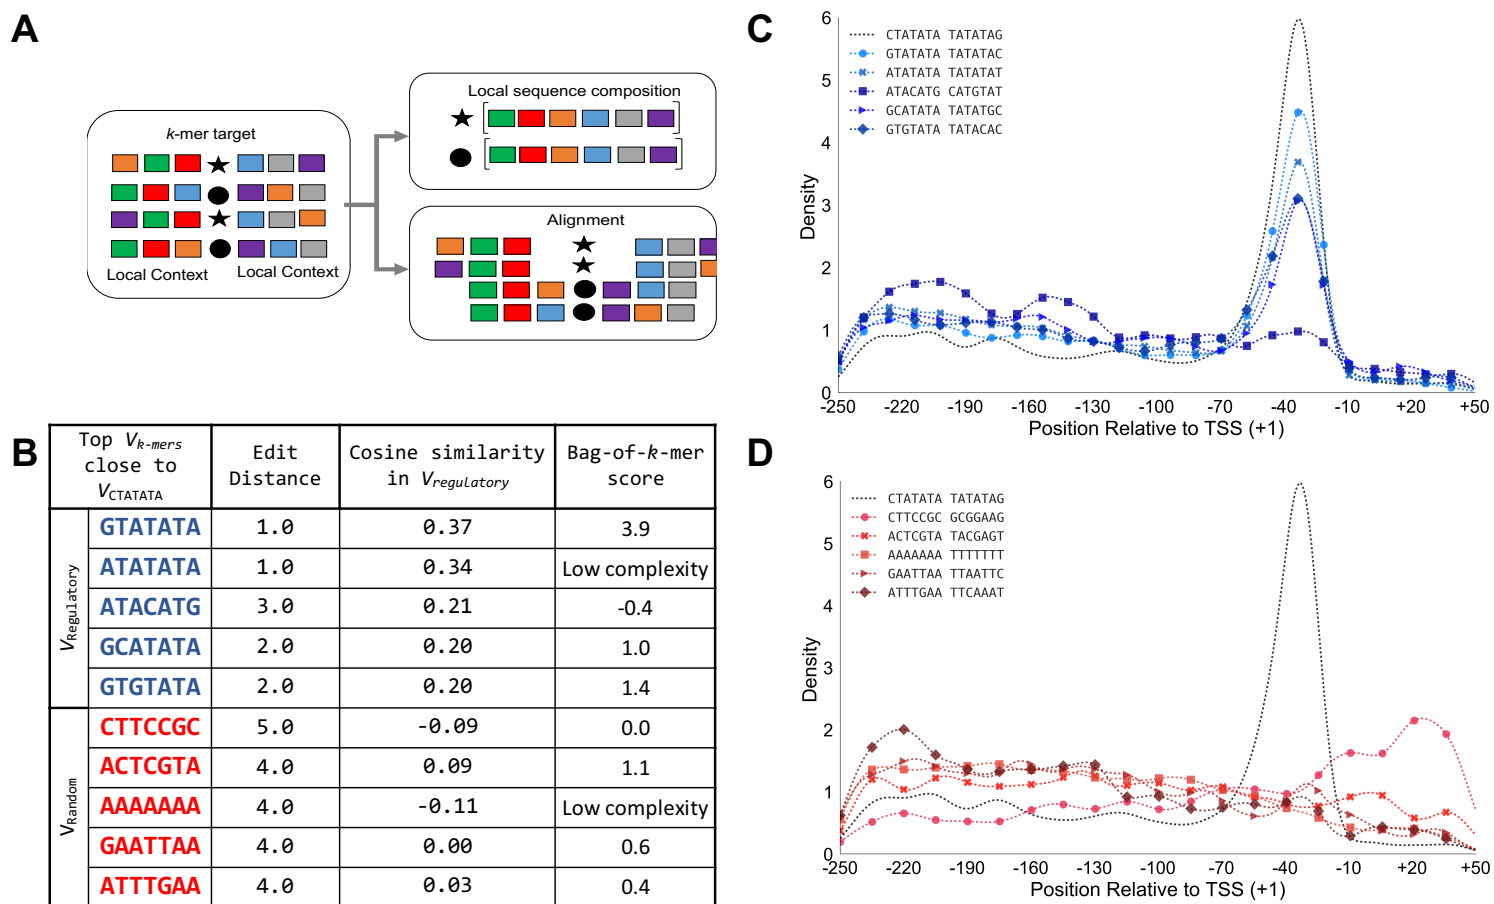 A
k-mer target
Local Context
Local Context
Local sequence composition
Alignment
B
Top Vk-mers
close to
VCTATATA
Edit
Distance
Cosine similarity
in Vregulatory
Bag-of-k-mer
score
VRegulatory
GTATATA 1.0 0.37 3.9
ATATATA 1.0 0.34 Low complexity
ATACATG 3.0 0.21 -0.4
GCATATA 2.0 0.20 1.0
GTGTATA 2.0 0.20 1.4
VRandom
CTTCCGC 5.0 -0.09 0.0
ACTCGTA 4.0 0.09 1.1
AAAAAAA 4.0 -0.11 Low complexity
GAATTAA 4.0 0.00 0.6
ATTTGAA 4.0 0.03 0.4
C
CTATATA TATATAG
GTATATA TATATAC
ATATATA TATATAT
ATACATG CATGTAT
GCATATA TATATGC
GTGTATA TATACAC
Density
6
5
4
3
2
1
0
-250 -220 -190 -160 -130 -100 -70 -40 -10 +20 +50
Position Relative to TSS (+1)
D
CTATATA TATATAG
CTTCCGC GCGGAAG
ACTCGTA TACGAGT
AAAAAAA TTTTTTT
GAATTAA TTAATTC
ATTTGAA TTCAAAT
Density
6
5
4
3
2
1
0
-250 -220 -190 -160 -130 -100 -70 -40 -10 +20 +50
Position Relative to TSS (+1)